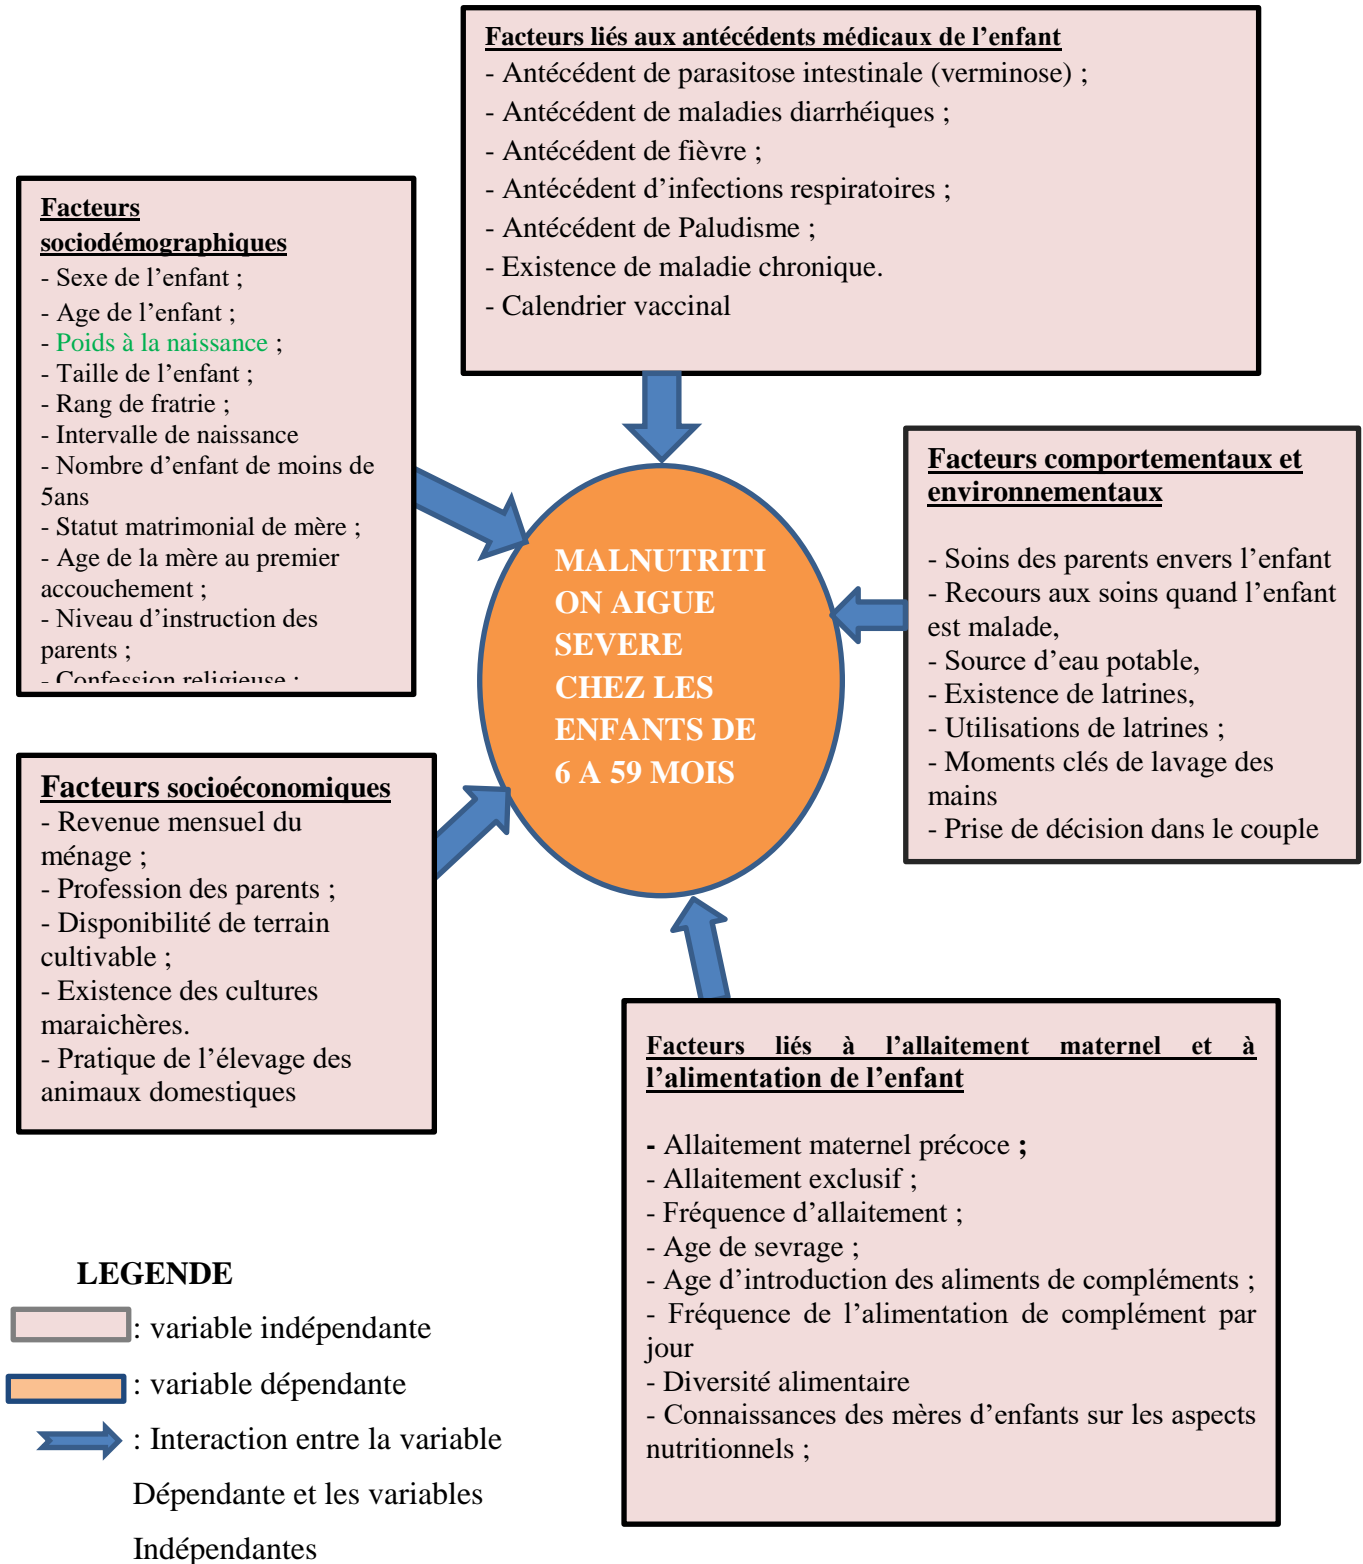 Facteurs liés aux antécédents médicaux de l’enfant
- Antécédent de parasitose intestinale (verminose) ;
- Antécédent de maladies diarrhéiques ;
- Antécédent de fièvre ;
- Antécédent d’infections respiratoires ;
- Antécédent de Paludisme ;
- Existence de maladie chronique.
- Calendrier vaccinal
Facteurs
sociodémographiques
- Sexe de l’enfant ;
- Age de l’enfant ;
- Poids à la naissance ;
- Taille de l’enfant ;
- Rang de fratrie ;
- Intervalle de naissance
- Nombre d’enfant de moins de
5ans
- Statut matrimonial de mère ;
- Age de la mère au premier
accouchement ;
- Niveau d’instruction des
parents ;
- Confession religieuse ;
MALNUTRITI
ON AIGUE
SEVERE
CHEZ LES
ENFANTS DE
6 A 59 MOIS
Facteurs comportementaux et
environnementaux
- Soins des parents envers l’enfant
- Recours aux soins quand l’enfant
est malade,
- Source d’eau potable,
- Existence de latrines,
- Utilisations de latrines ;
- Moments clés de lavage des
mains
- Prise de décision dans le couple
Facteurs socioéconomiques
- Revenue mensuel du
ménage ;
- Profession des parents ;
- Disponibilité de terrain
cultivable ;
- Existence des cultures
maraichères.
- Pratique de l’élevage des
animaux domestiques
Facteurs liés à l’allaitement maternel et à
l’alimentation de l’enfant
- Allaitement maternel précoce ;
- Allaitement exclusif ;
- Fréquence d’allaitement ;
- Age de sevrage ;
- Age d’introduction des aliments de compléments ;
- Fréquence de l’alimentation de complément par
jour
- Diversité alimentaire
- Connaissances des mères d’enfants sur les aspects
nutritionnels ;
LEGENDE
: variable indépendante
: variable dépendante
: Interaction entre la variable
Dépendante et les variables
Indépendantes